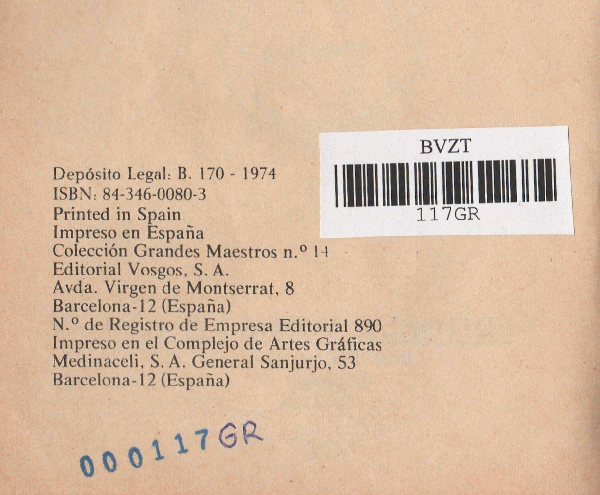 BVZT
117GR
Depósito Legal: B. 170 - 1974
ISBN: 84-346-0080-3
Printed in Spain
Impreso en España
Colección Grandes Maestros n.º 14
Editorial Vosgos, S. A.
Avda. Virgen de Montserrat, 8
Barcelona-12 (España)
N.º de Registro de Empresa Editorial 890
Impreso en el Complejo de Artes Gráficas
Medinaceli, S. A. General Sanjurjo, 53
Barcelona-12 (España)
000117GR